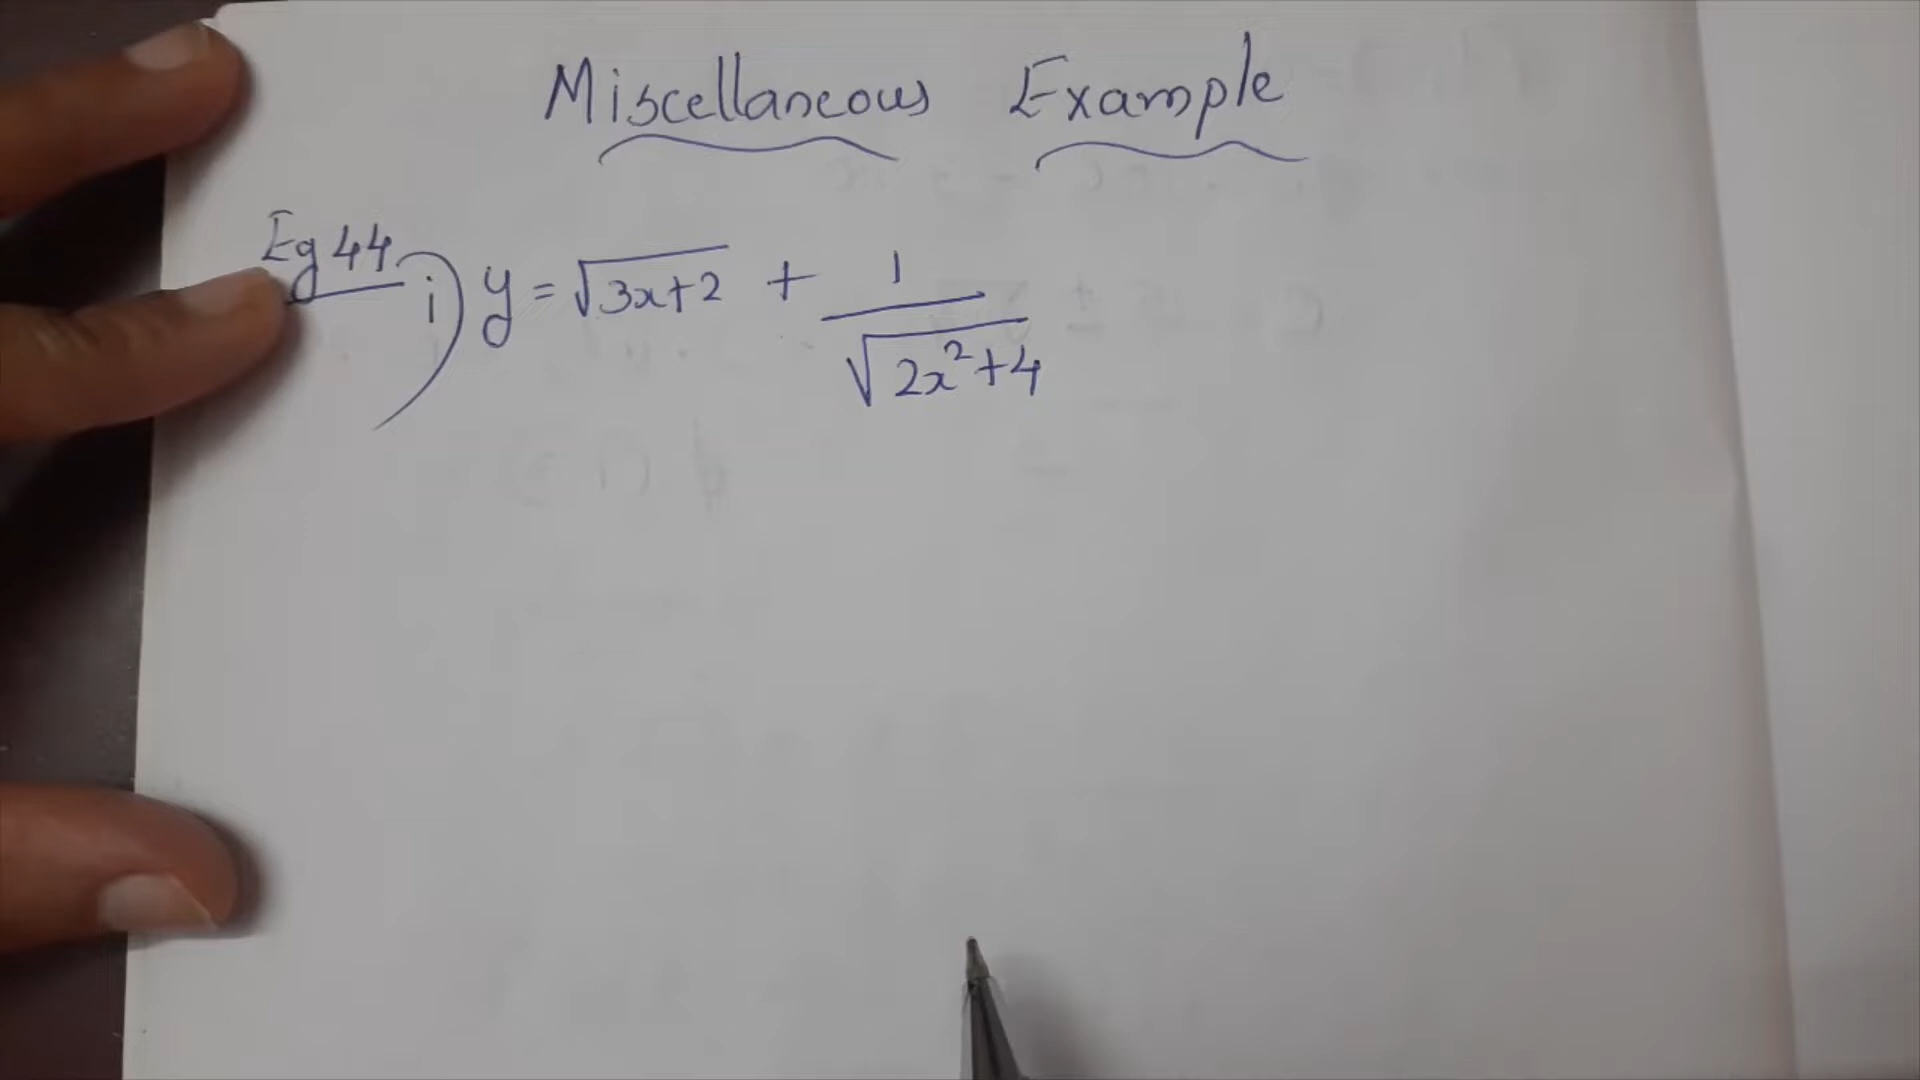 Miscellaneous Example
Eg 44
i) y = √3x+2 + 1/√2x²+4